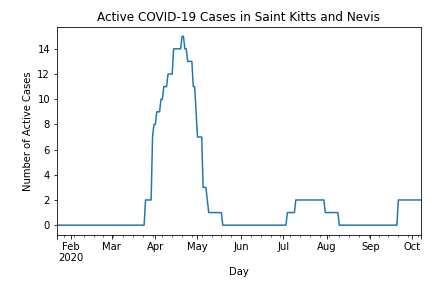 Active COVID-19 Cases in Saint Kitts and Nevis
Number of Active Cases
14
12
10
8
6
4
2
0
Feb Mar Apr May Jun Jul Aug Sep Oct
2020
Day